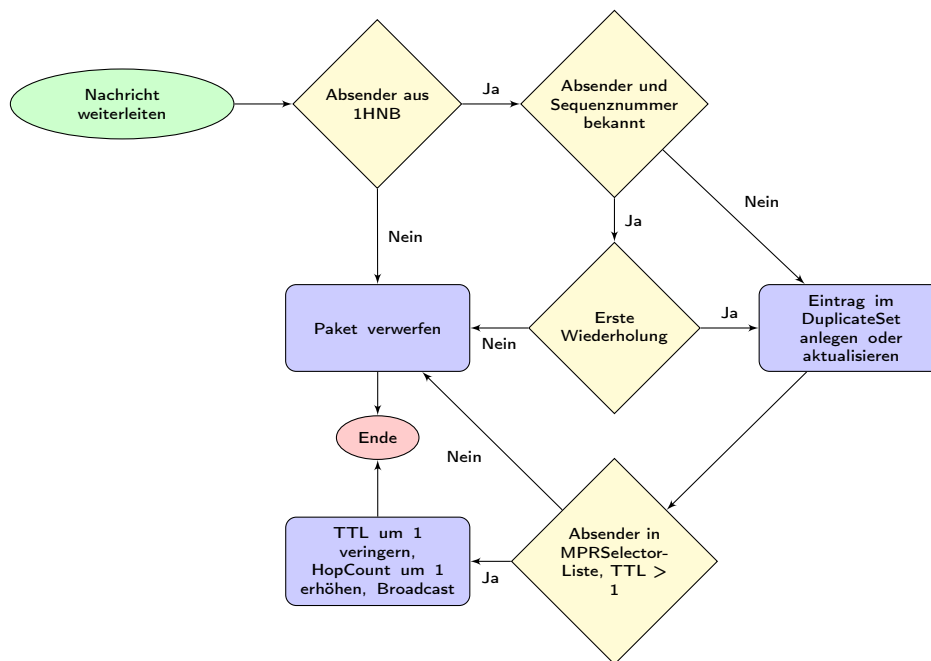 Nachricht
weiterleiten
Absender aus
1HNB
Ja
Absender und
Sequenznummer
bekannt
Nein
Ja
Nein
Paket verwerfen
Nein
Erste
Wiederholung
Ja
Eintrag im
DuplicateSet
anlegen oder
aktualisieren
Ende
Nein
TTL um 1
veringern,
HopCount um 1
erhöhen, Broadcast
Ja
Absender in
MPRSelector-
Liste, TTL >
1